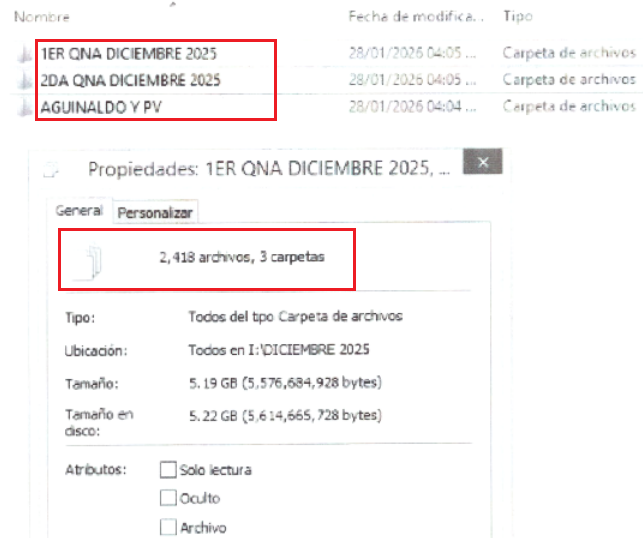 Nombre Fecha de modifica... Tipo
1ER QNA DICIEMBRE 2025 28/01/2026 04:05 ... Carpeta de archivos
2DA QNA DICIEMBRE 2025 28/01/2026 04:05 ... Carpeta de archivos
AGUINALDO Y PV 28/01/2026 04:04 ... Carpeta de archivos
Propiedades: 1ER QNA DICIEMBRE 2025, ...
General Personalizar
2,418 archivos, 3 carpetas
Tipo: Todos del tipo Carpeta de archivos
Ubicación: Todos en I:\DICIEMBRE 2025
Tamaño: 5.19 GB (5,576,684,928 bytes)
Tamaño en disco: 5.22 GB (5,614,665,728 bytes)
Atributos: Solo lectura
Oculto
Archivo